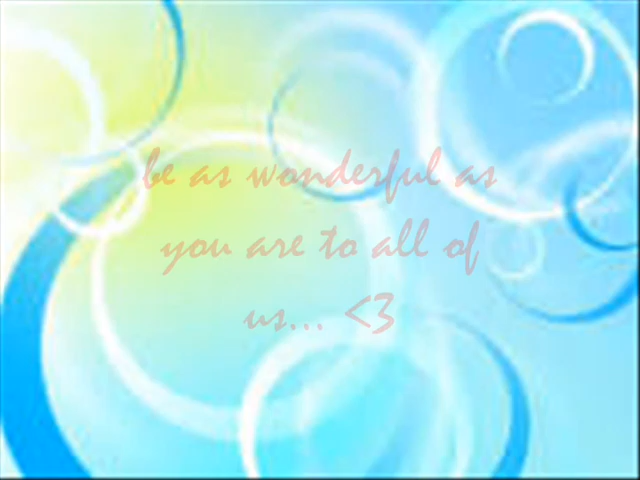 be as wonderful as
you are to all of
us... <3